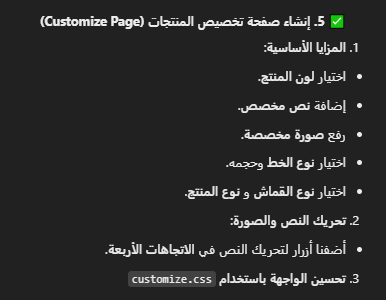 ✅ 5. إنشاء صفحة تخصيص المنتجات (Customize Page)
1. المزايا الأساسية:
• اختيار لون المنتج.
• إضافة نص مخصص.
• رفع صورة مخصصة.
• اختيار نوع الخط وحجمه.
• اختيار نوع القماش و نوع المنتج.
2. تحريك النص والصورة:
• أضفنا أزرار لتحريك النص في الاتجاهات الأربعة.
3. تحسين الواجهة باستخدام customize.css